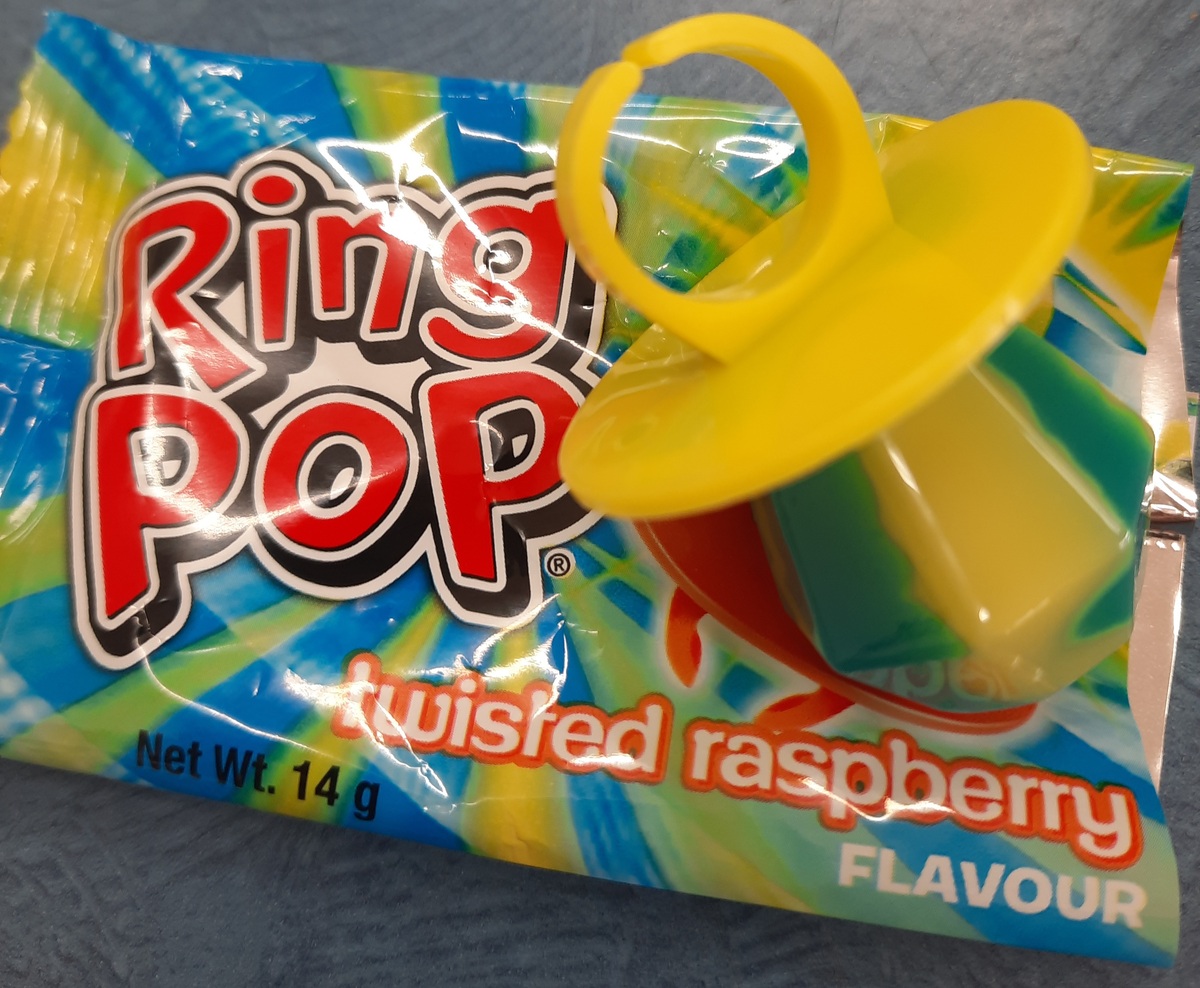 Ring
Pop®
twisted raspberry
FLAVOUR
Net Wt. 14 g